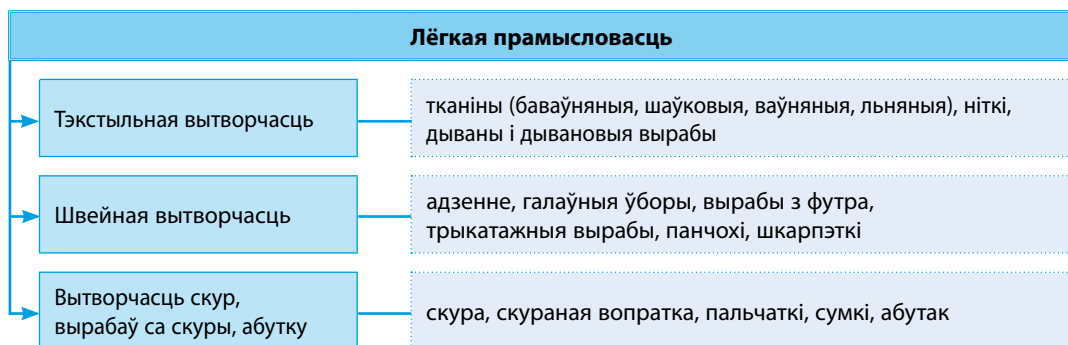 Лёгкая прамысловасць
Тэкстыльная вытворчасць
тканіны (баваўняныя, шаўковыя, ваўняныя, льняныя), ніткі,
дываны і дывановыя вырабы
Швейная вытворчасць
адзенне, галаўныя ўборы, вырабы з футра,
трыкатажныя вырабы, панчохі, шкарпэткі
Вытворчасць скур,
вырабаў са скуры, абутку
скура, скураная вопратка, пальчаткі, сумкі, абутак